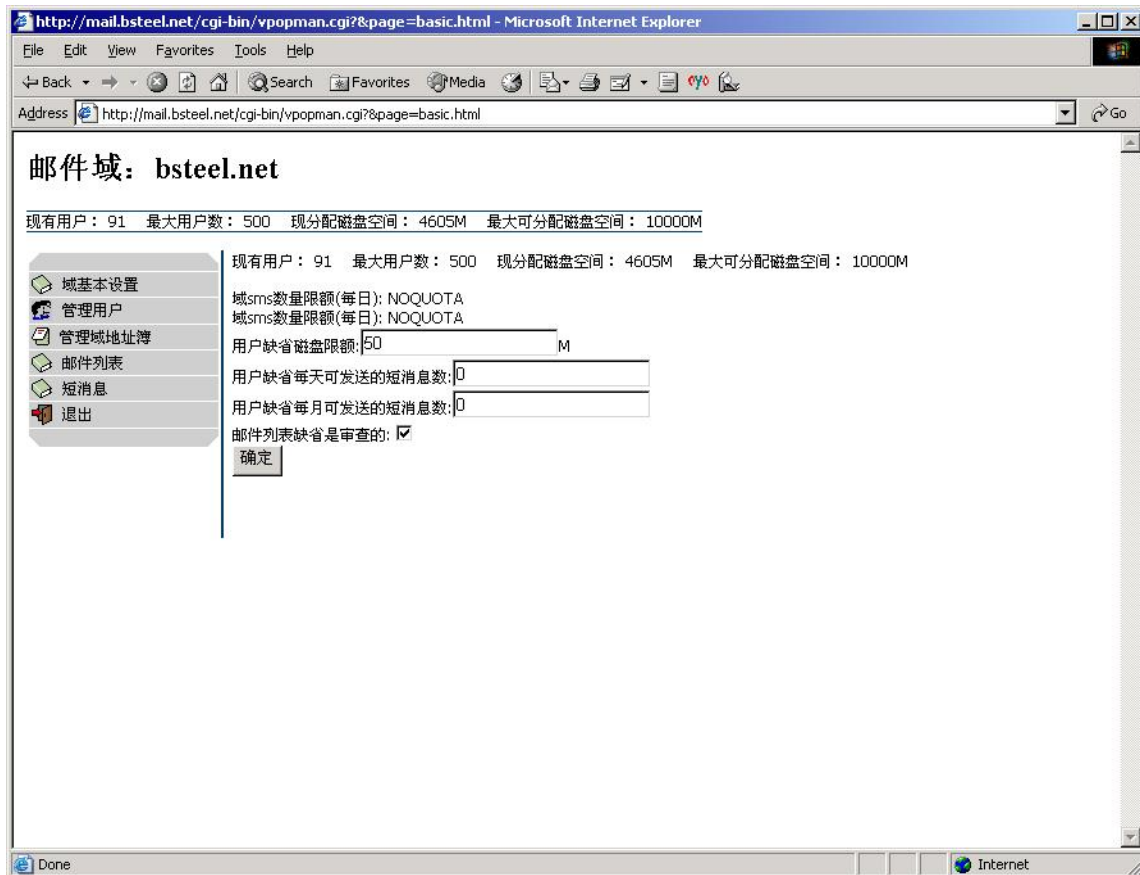 http://mail.bsteel.net/cgi-bin/vpopman.cgi?&page=basic.html - Microsoft Internet Explorer
File Edit View Favorites Tools Help
Back Search Favorites Media
Address http://mail.bsteel.net/cgi-bin/vpopman.cgi?&page=basic.html Go
邮件域：bsteel.net
现有用户： 91 最大用户数： 500 现分配磁盘空间： 4605M 最大可分配磁盘空间： 10000M
域基本设置
管理用户
管理域地址簿
邮件列表
短消息
退出
现有用户： 91 最大用户数： 500 现分配磁盘空间： 4605M 最大可分配磁盘空间： 10000M
域sms数量限额(每日): NOQUOTA
域sms数量限额(每日): NOQUOTA
用户缺省磁盘限额:50 M
用户缺省每天可发送的短消息数:0
用户缺省每月可发送的短消息数:0
邮件列表缺省是审查的:
确定
Done Internet